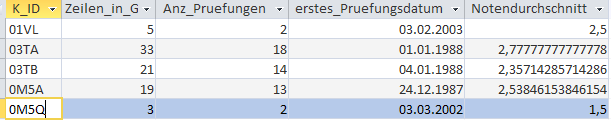 K_ID Zeilen_in_G Anz_Pruefungen erstes_Pruefungsdatum Notendurchschnitt
01VL 5 2 03.02.2003 2,5
03TA 33 18 01.01.1988 2,77777777777778
03TB 21 14 04.01.1988 2,35714285714286
0M5A 19 13 24.12.1987 2,53846153846154
0M5Q 3 2 03.03.2002 1,5